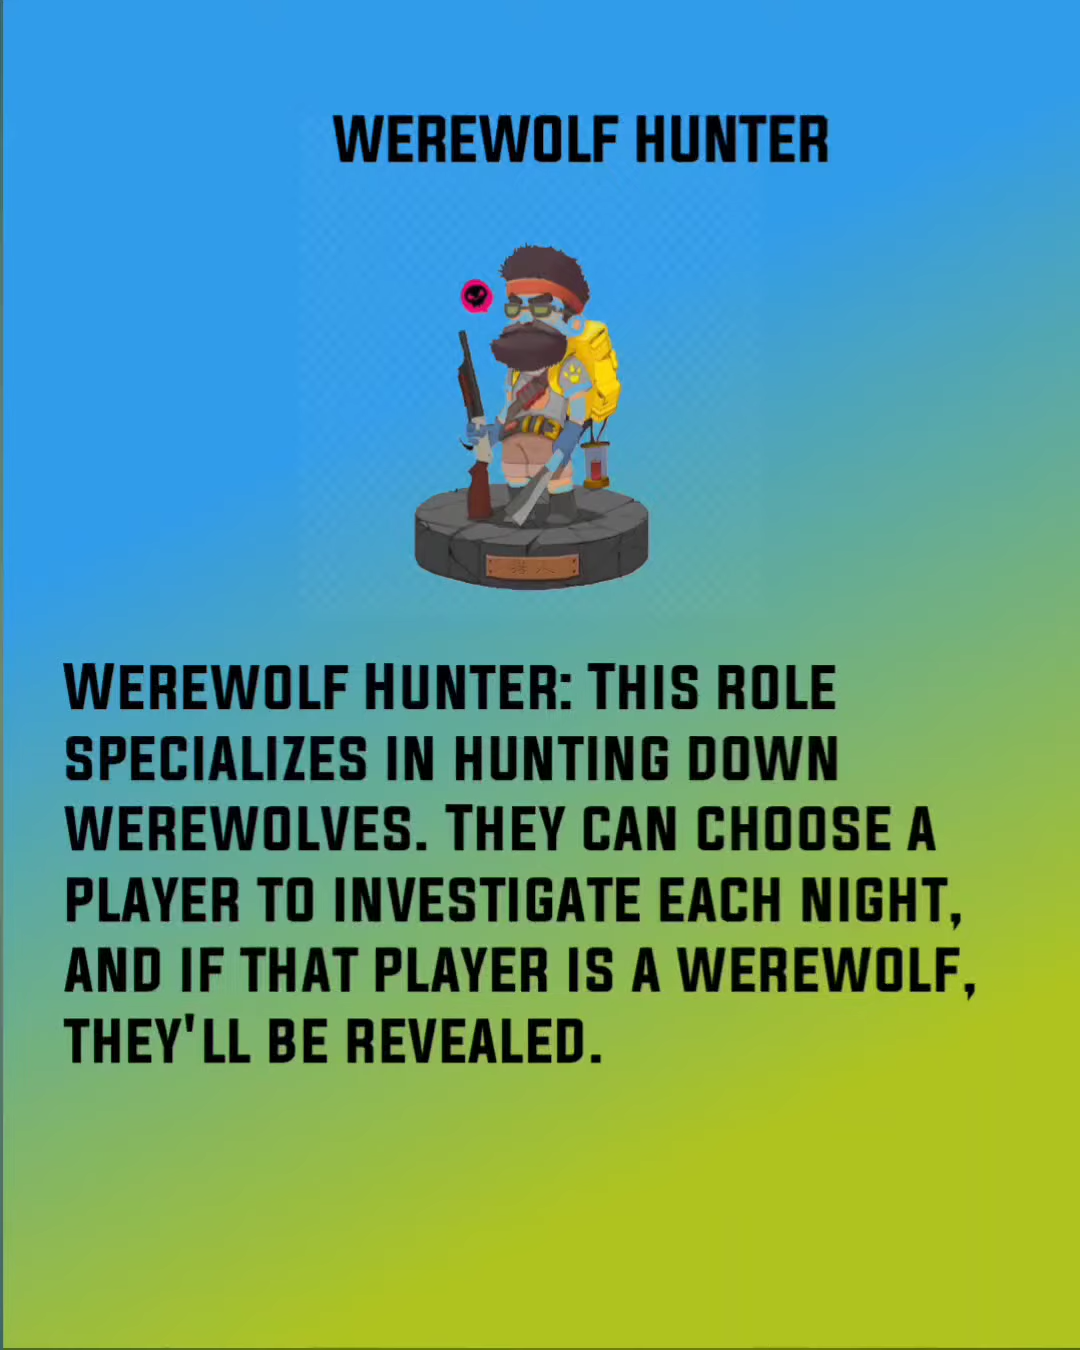 WEREWOLF HUNTER
WEREWOLF HUNTER: THIS ROLE
SPECIALIZES IN HUNTING DOWN
WEREWOLVES. THEY CAN CHOOSE A
PLAYER TO INVESTIGATE EACH NIGHT,
AND IF THAT PLAYER IS A WEREWOLF,
THEY'LL BE REVEALED.